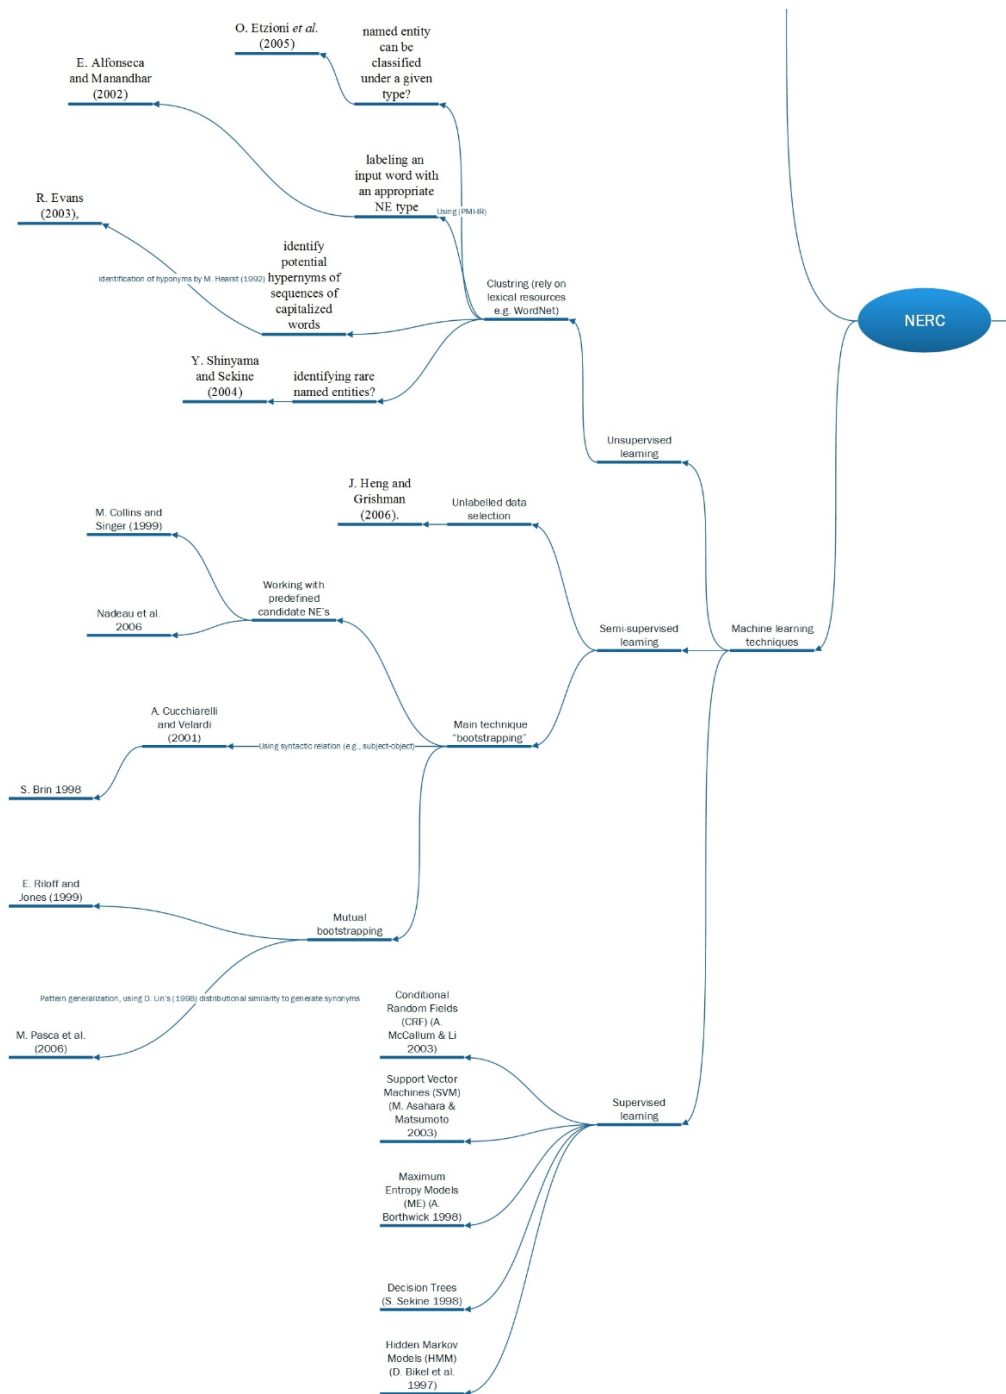 O. Etzioni et al.
(2005)
named entity
can be
classified
under a given
type?
E. Alfonseca
and Manandhar
(2002)
labeling an
input word with
an appropriate
NE type
Using (PMI-IR)
R. Evans
(2003),
identification of hyponyms by M. Hearst (1992)
identify
potential
hypernyms of
sequences of
capitalized
words
Clustring (rely on
lexical resources
e.g. WordNet)
NERC
Y. Shinyama
and Sekine
(2004)
identifying rare
named entities?
Unsupervised
learning
J. Heng and
Grishman
(2006).
Unlabelled data
selection
M. Collins and
Singer (1999)
Working with
predefined
candidate NE's
Nadeau et al.
2006
Semi-supervised
learning
Machine learning
techniques
A. Cucchiarelli
and Velardi
(2001)
Using syntactic relation (e.g., subject-object)
Main technique
"bootstrapping"
S. Brin 1998
E. Riloff and
Jones (1999)
Mutual
bootstrapping
Pattern generalization, using D. Lin's (1998) distributional similarity to generate synonyms
M. Pasca et al.
(2006)
Conditional
Random Fields
(CRF) (A.
McCallum & Li
2003)
Support Vector
Machines (SVM)
(M. Asahara &
Matsumoto
2003)
Supervised
learning
Maximum
Entropy Models
(ME) (A.
Borthwick 1998)
Decision Trees
(S. Sekine 1998)
Hidden Markov
Models (HMM)
(D. Bikel et al.
1997)